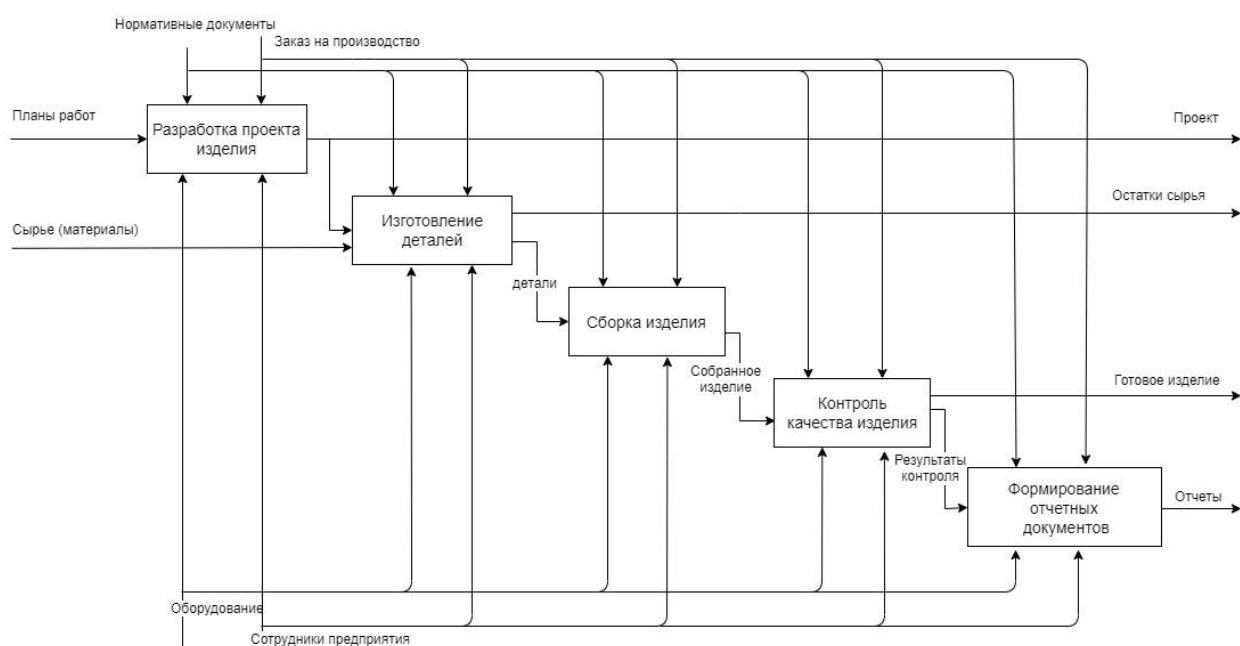 Нормативные документы
Заказ на производство
Планы работ
Разработка проекта
изделия
Проект
Остатки сырья
Сырье (материалы)
Изготовление
деталей
детали
Сборка изделия
Собранное
изделие
Готовое изделие
Контроль
качества изделия
Результаты
контроля
Формирование
отчетных
документов
Отчеты
Оборудование
Сотрудники предприятия